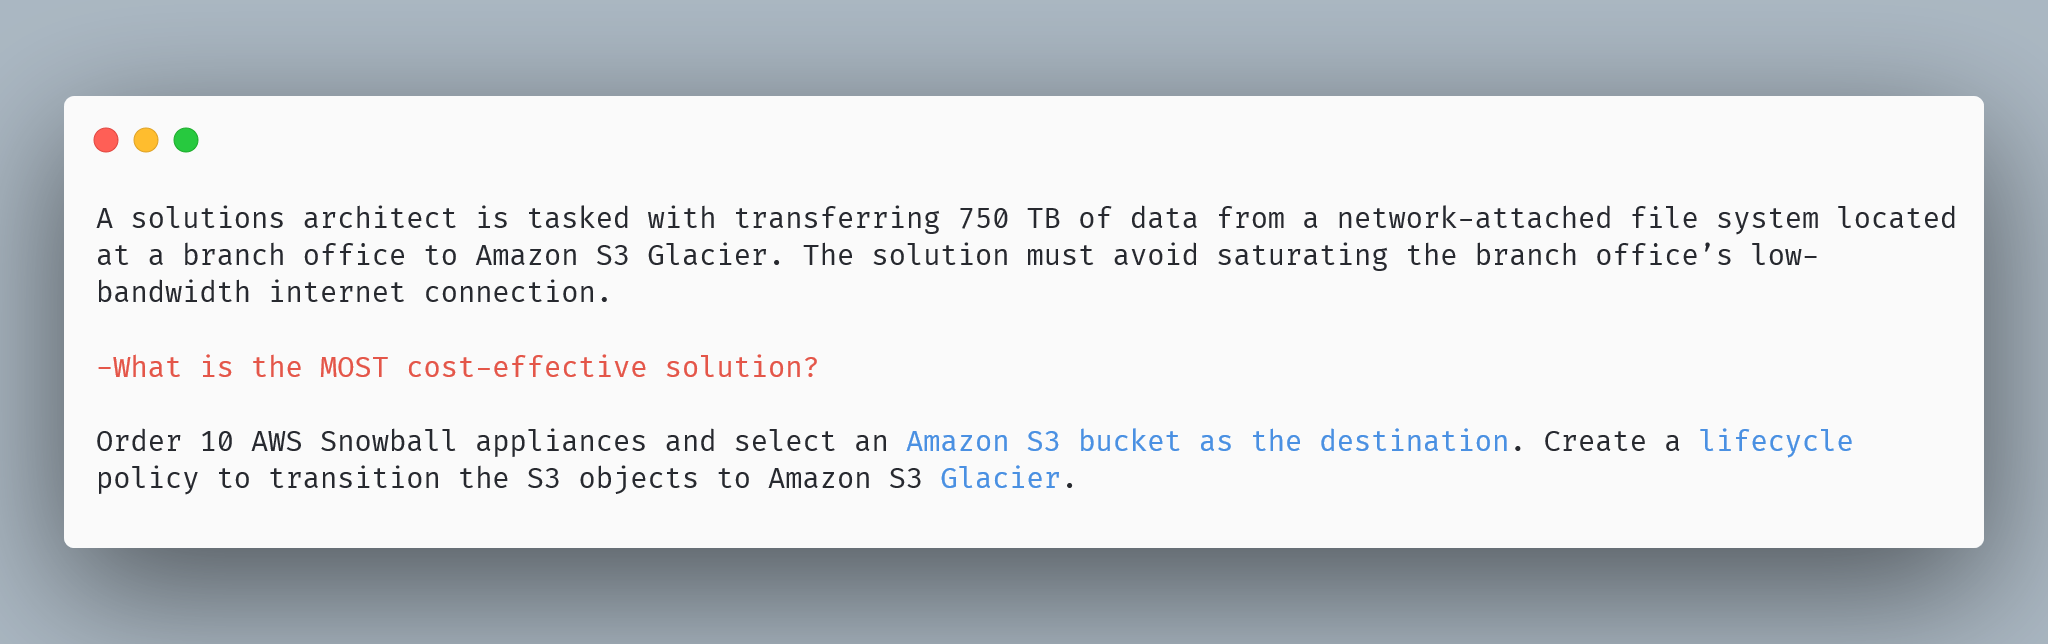 A solutions architect is tasked with transferring 750 TB of data from a network-attached file system located
at a branch office to Amazon S3 Glacier. The solution must avoid saturating the branch office’s low-
bandwidth internet connection.
-What is the MOST cost-effective solution?
Order 10 AWS Snowball appliances and select an Amazon S3 bucket as the destination. Create a lifecycle
policy to transition the S3 objects to Amazon S3 Glacier.